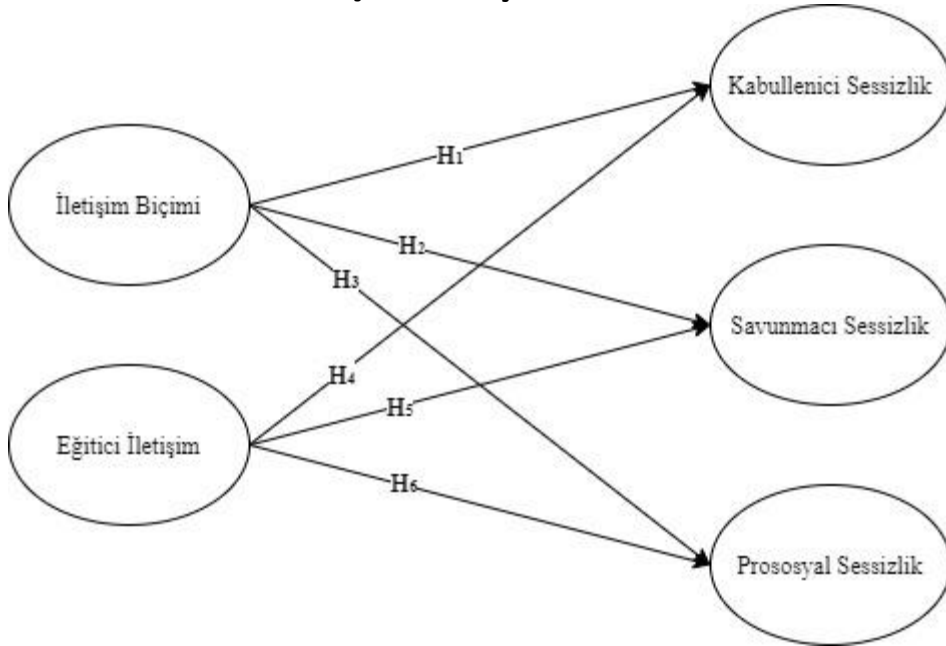 Kabullenici Sessizlik
H1
İletişim Biçimi
H2
H3
Savunmacı Sessizlik
H4
H5
Eğitici İletişim
H6
Prososyal Sessizlik